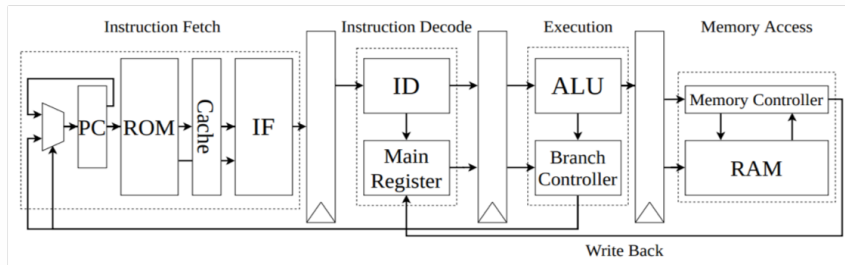 Instruction Fetch
Instruction Decode
Execution
Memory Access
PC
ROM
Cache
IF
ID
Main
Register
ALU
Branch
Controller
Memory Controller
RAM
Write Back